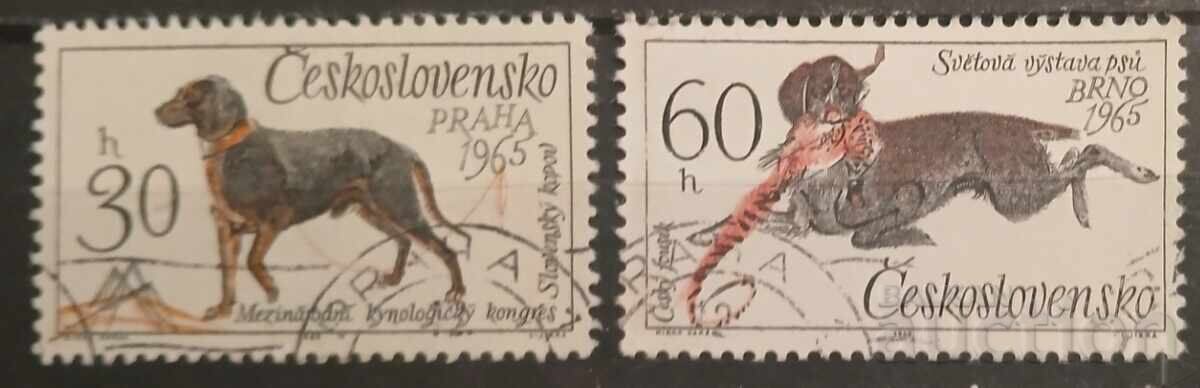 Československo
PRAHA
1965
h
30
Slovenský kopov
Mezinárodní kynologický kongres
Světová výstava psů
BRNO
1965
60
h
Český fousek
Československo